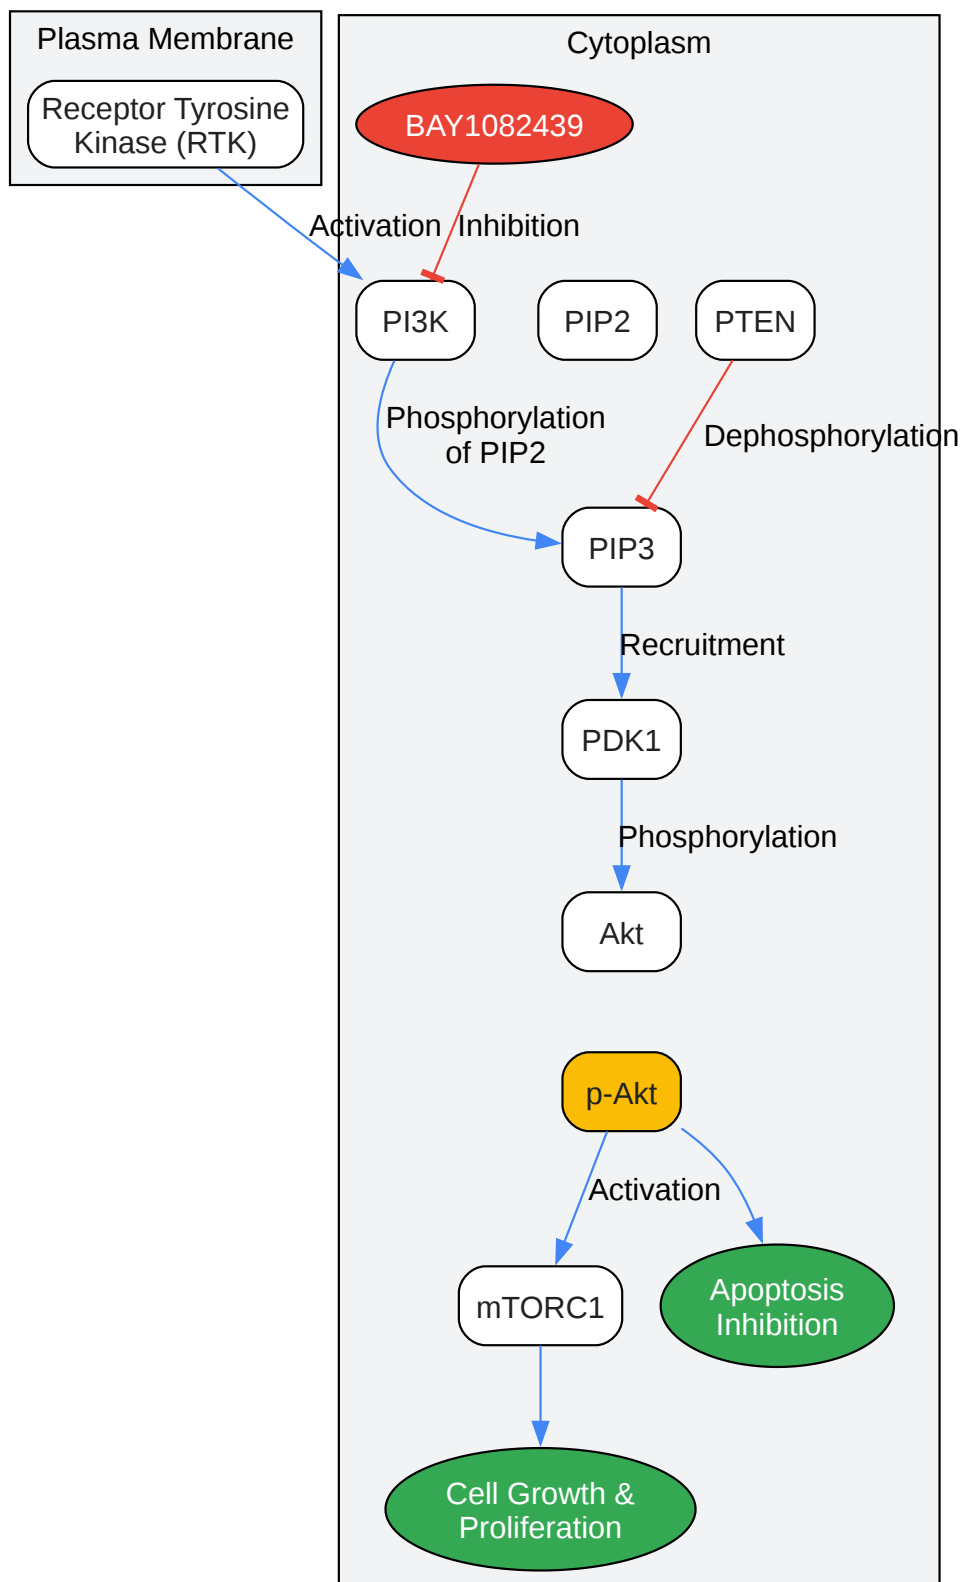 Plasma Membrane
Cytoplasm
Receptor Tyrosine
Kinase (RTK)
BAY1082439
Activation
Inhibition
PI3K
PIP2
PTEN
Phosphorylation
of PIP2
Dephosphorylation
PIP3
Recruitment
PDK1
Phosphorylation
Akt
p-Akt
Activation
mTORC1
Apoptosis
Inhibition
Cell Growth &
Proliferation